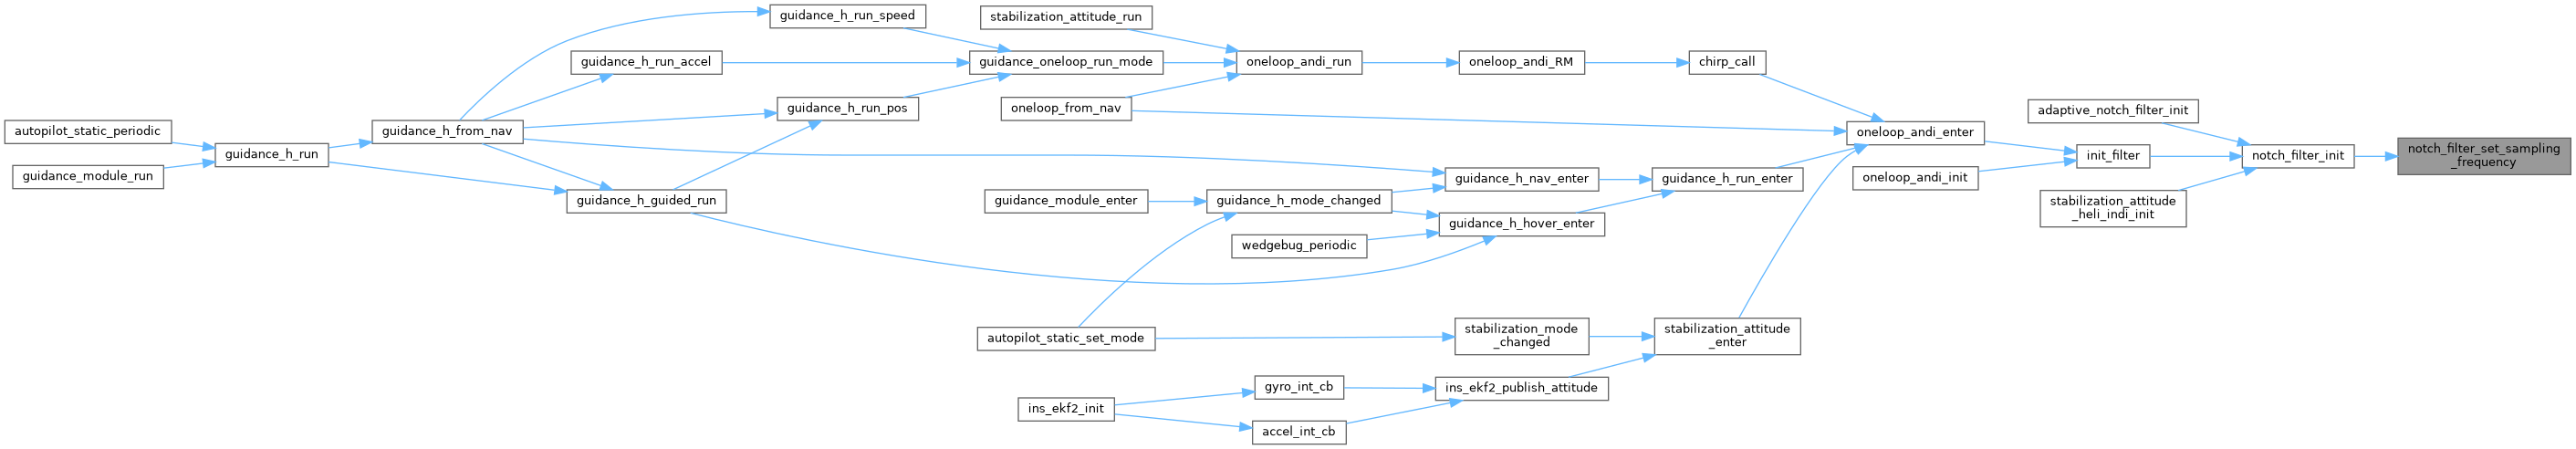 guidance_h_run_speed
stabilization_attitude_run
guidance_h_run_accel
guidance_oneloop_run_mode
oneloop_andi_run
oneloop_andi_RM
chirp_call
guidance_h_run_pos
oneloop_from_nav
adaptive_notch_filter_init
autopilot_static_periodic
guidance_h_from_nav
oneloop_andi_enter
guidance_h_run
init_filter
notch_filter_init
notch_filter_set_sampling
_frequency
guidance_module_run
guidance_h_nav_enter
guidance_h_run_enter
oneloop_andi_init
guidance_h_guided_run
guidance_module_enter
guidance_h_mode_changed
stabilization_attitude
_heli_indi_init
guidance_h_hover_enter
wedgebug_periodic
autopilot_static_set_mode
stabilization_mode
_changed
stabilization_attitude
_enter
gyro_int_cb
ins_ekf2_publish_attitude
ins_ekf2_init
accel_int_cb